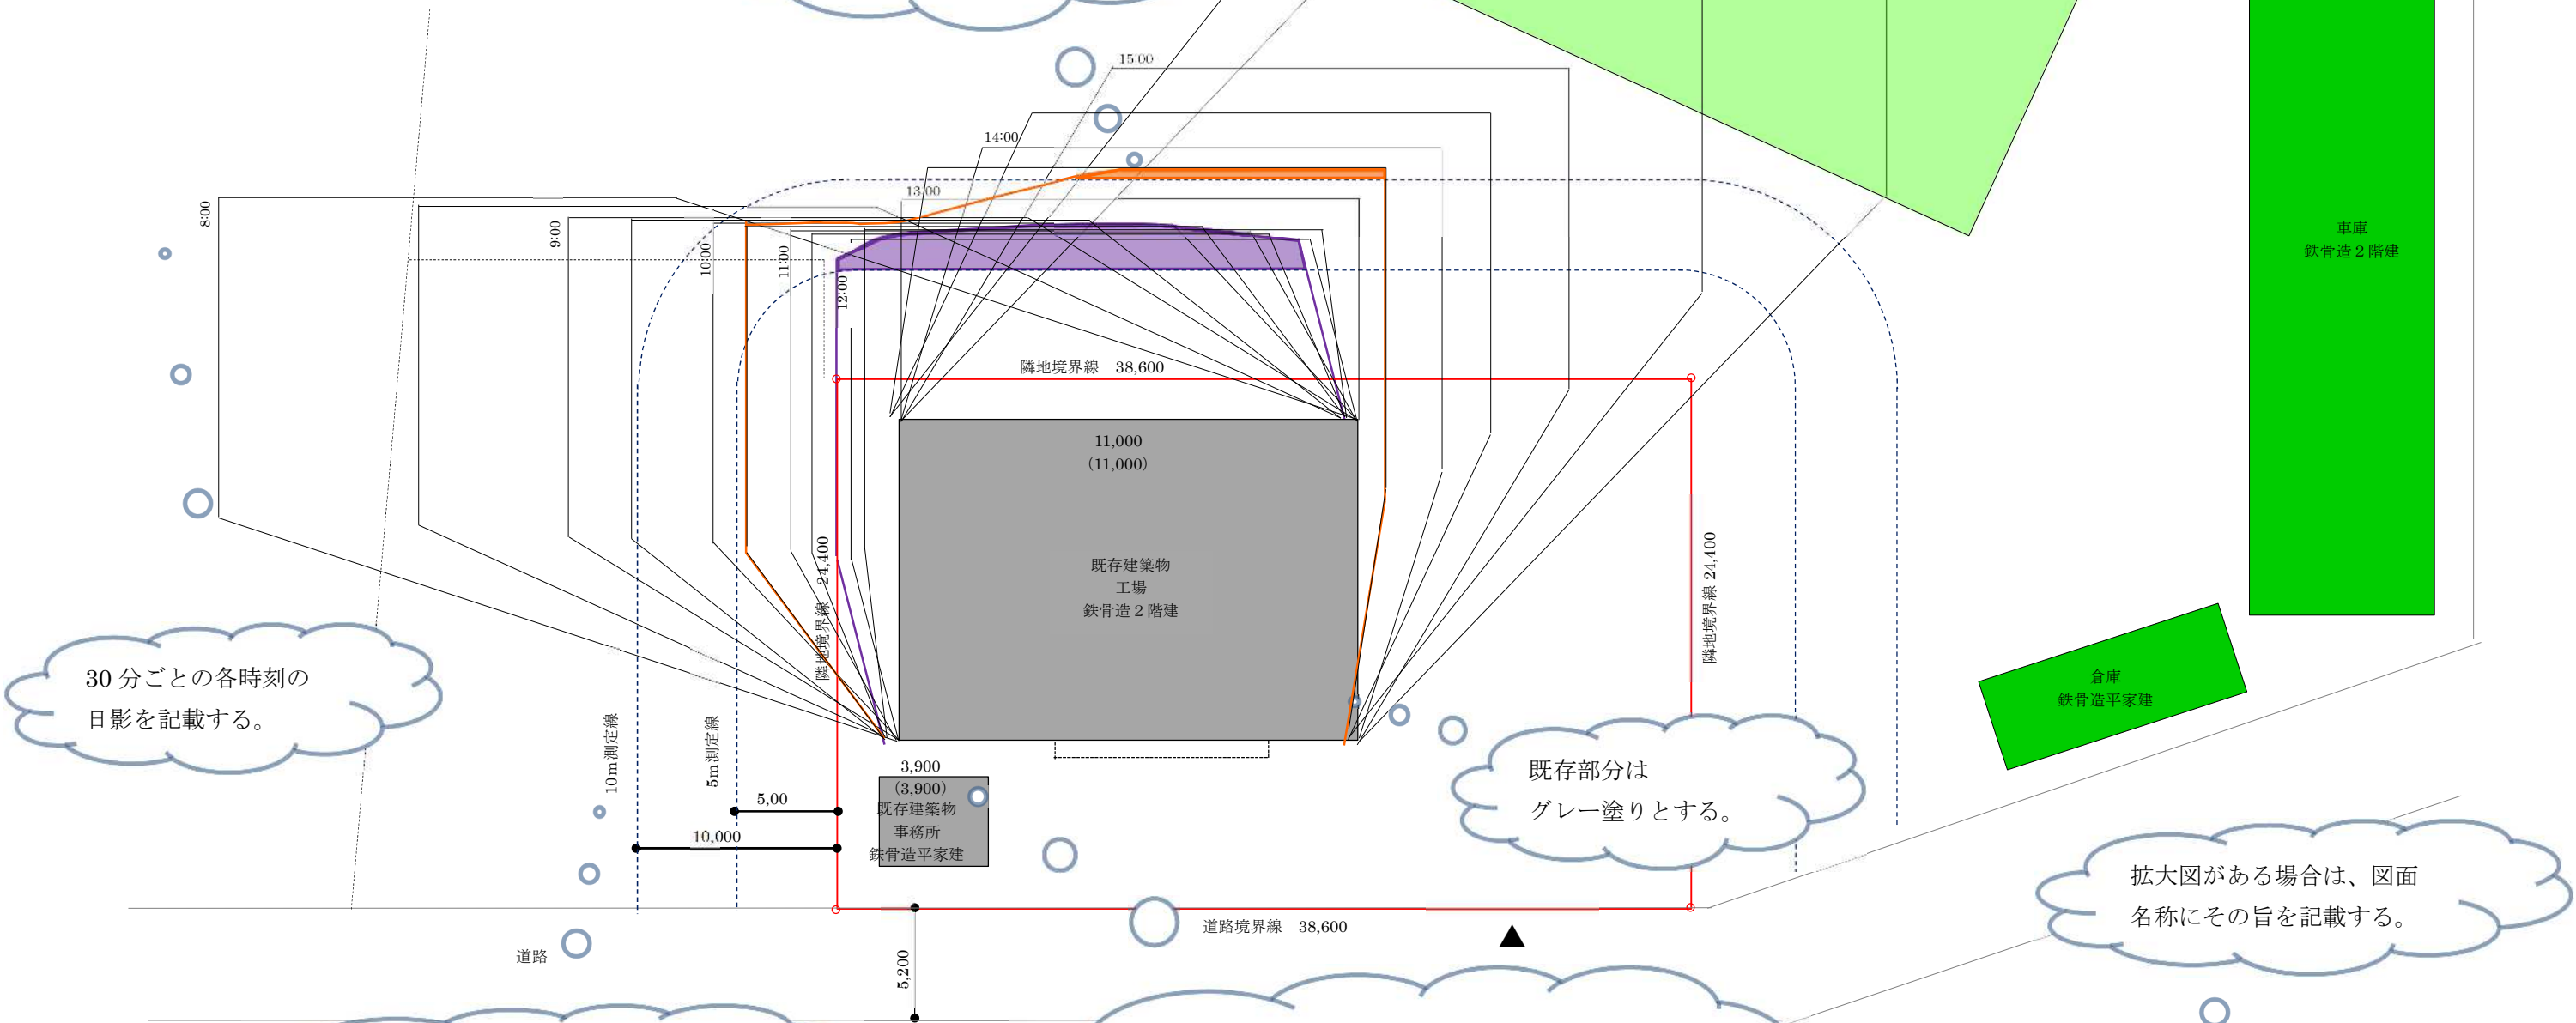 15:00
14:00
13:00
8:00
9:00
10:00
11:00
12:00
車庫
鉄骨造２階建
隣地境界線　38,600
11,000
（11,000）
既存建築物
工場
鉄骨造２階建
隣地境界線　24,400
隣地境界線 24,400
30 分ごとの各時刻の
日影を記載する。
倉庫
鉄骨造平家建
10m測定線
5m測定線
5,00
10,000
3,900
（3,900）
既存建築物
事務所
鉄骨造平家建
既存部分は
グレー塗りとする。
拡大図がある場合は、図面
名称にその旨を記載する。
道路境界線　38,600
道路
5,200